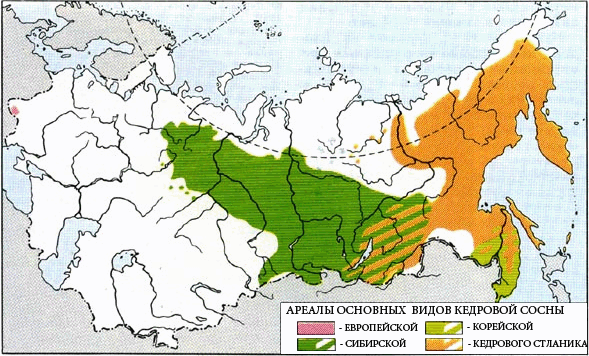 АРЕАЛЫ ОСНОВНЫХ ВИДОВ КЕДРОВОЙ СОСНЫ
- ЕВРОПЕЙСКОЙ
- КОРЕЙСКОЙ
- СИБИРСКОЙ
- КЕДРОВОГО СТЛАНИКА